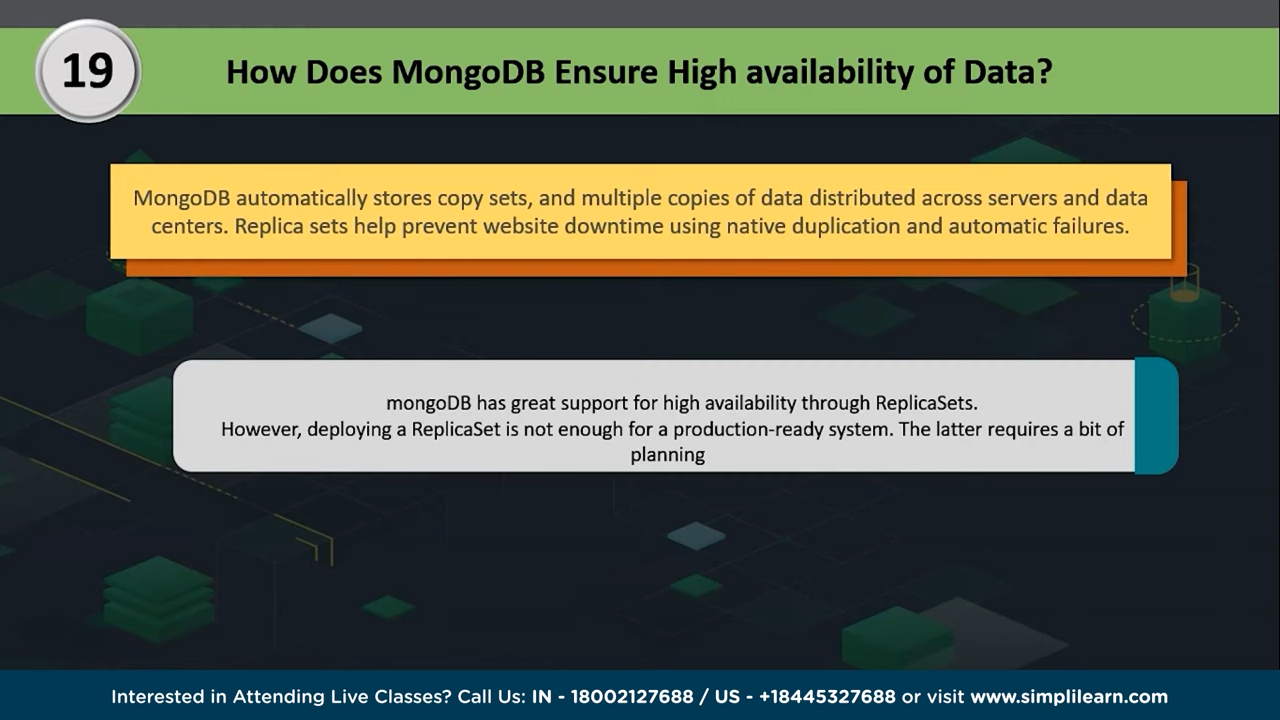 19
How Does MongoDB Ensure High availability of Data?
MongoDB automatically stores copy sets, and multiple copies of data distributed across servers and data
centers. Replica sets help prevent website downtime using native duplication and automatic failures.
mongoDB has great support for high availability through ReplicaSets.
However, deploying a ReplicaSet is not enough for a production-ready system. The latter requires a bit of
planning
Interested in Attending Live Classes? Call Us: IN - 18002127688 / US - +18445327688 or visit www.simplilearn.com